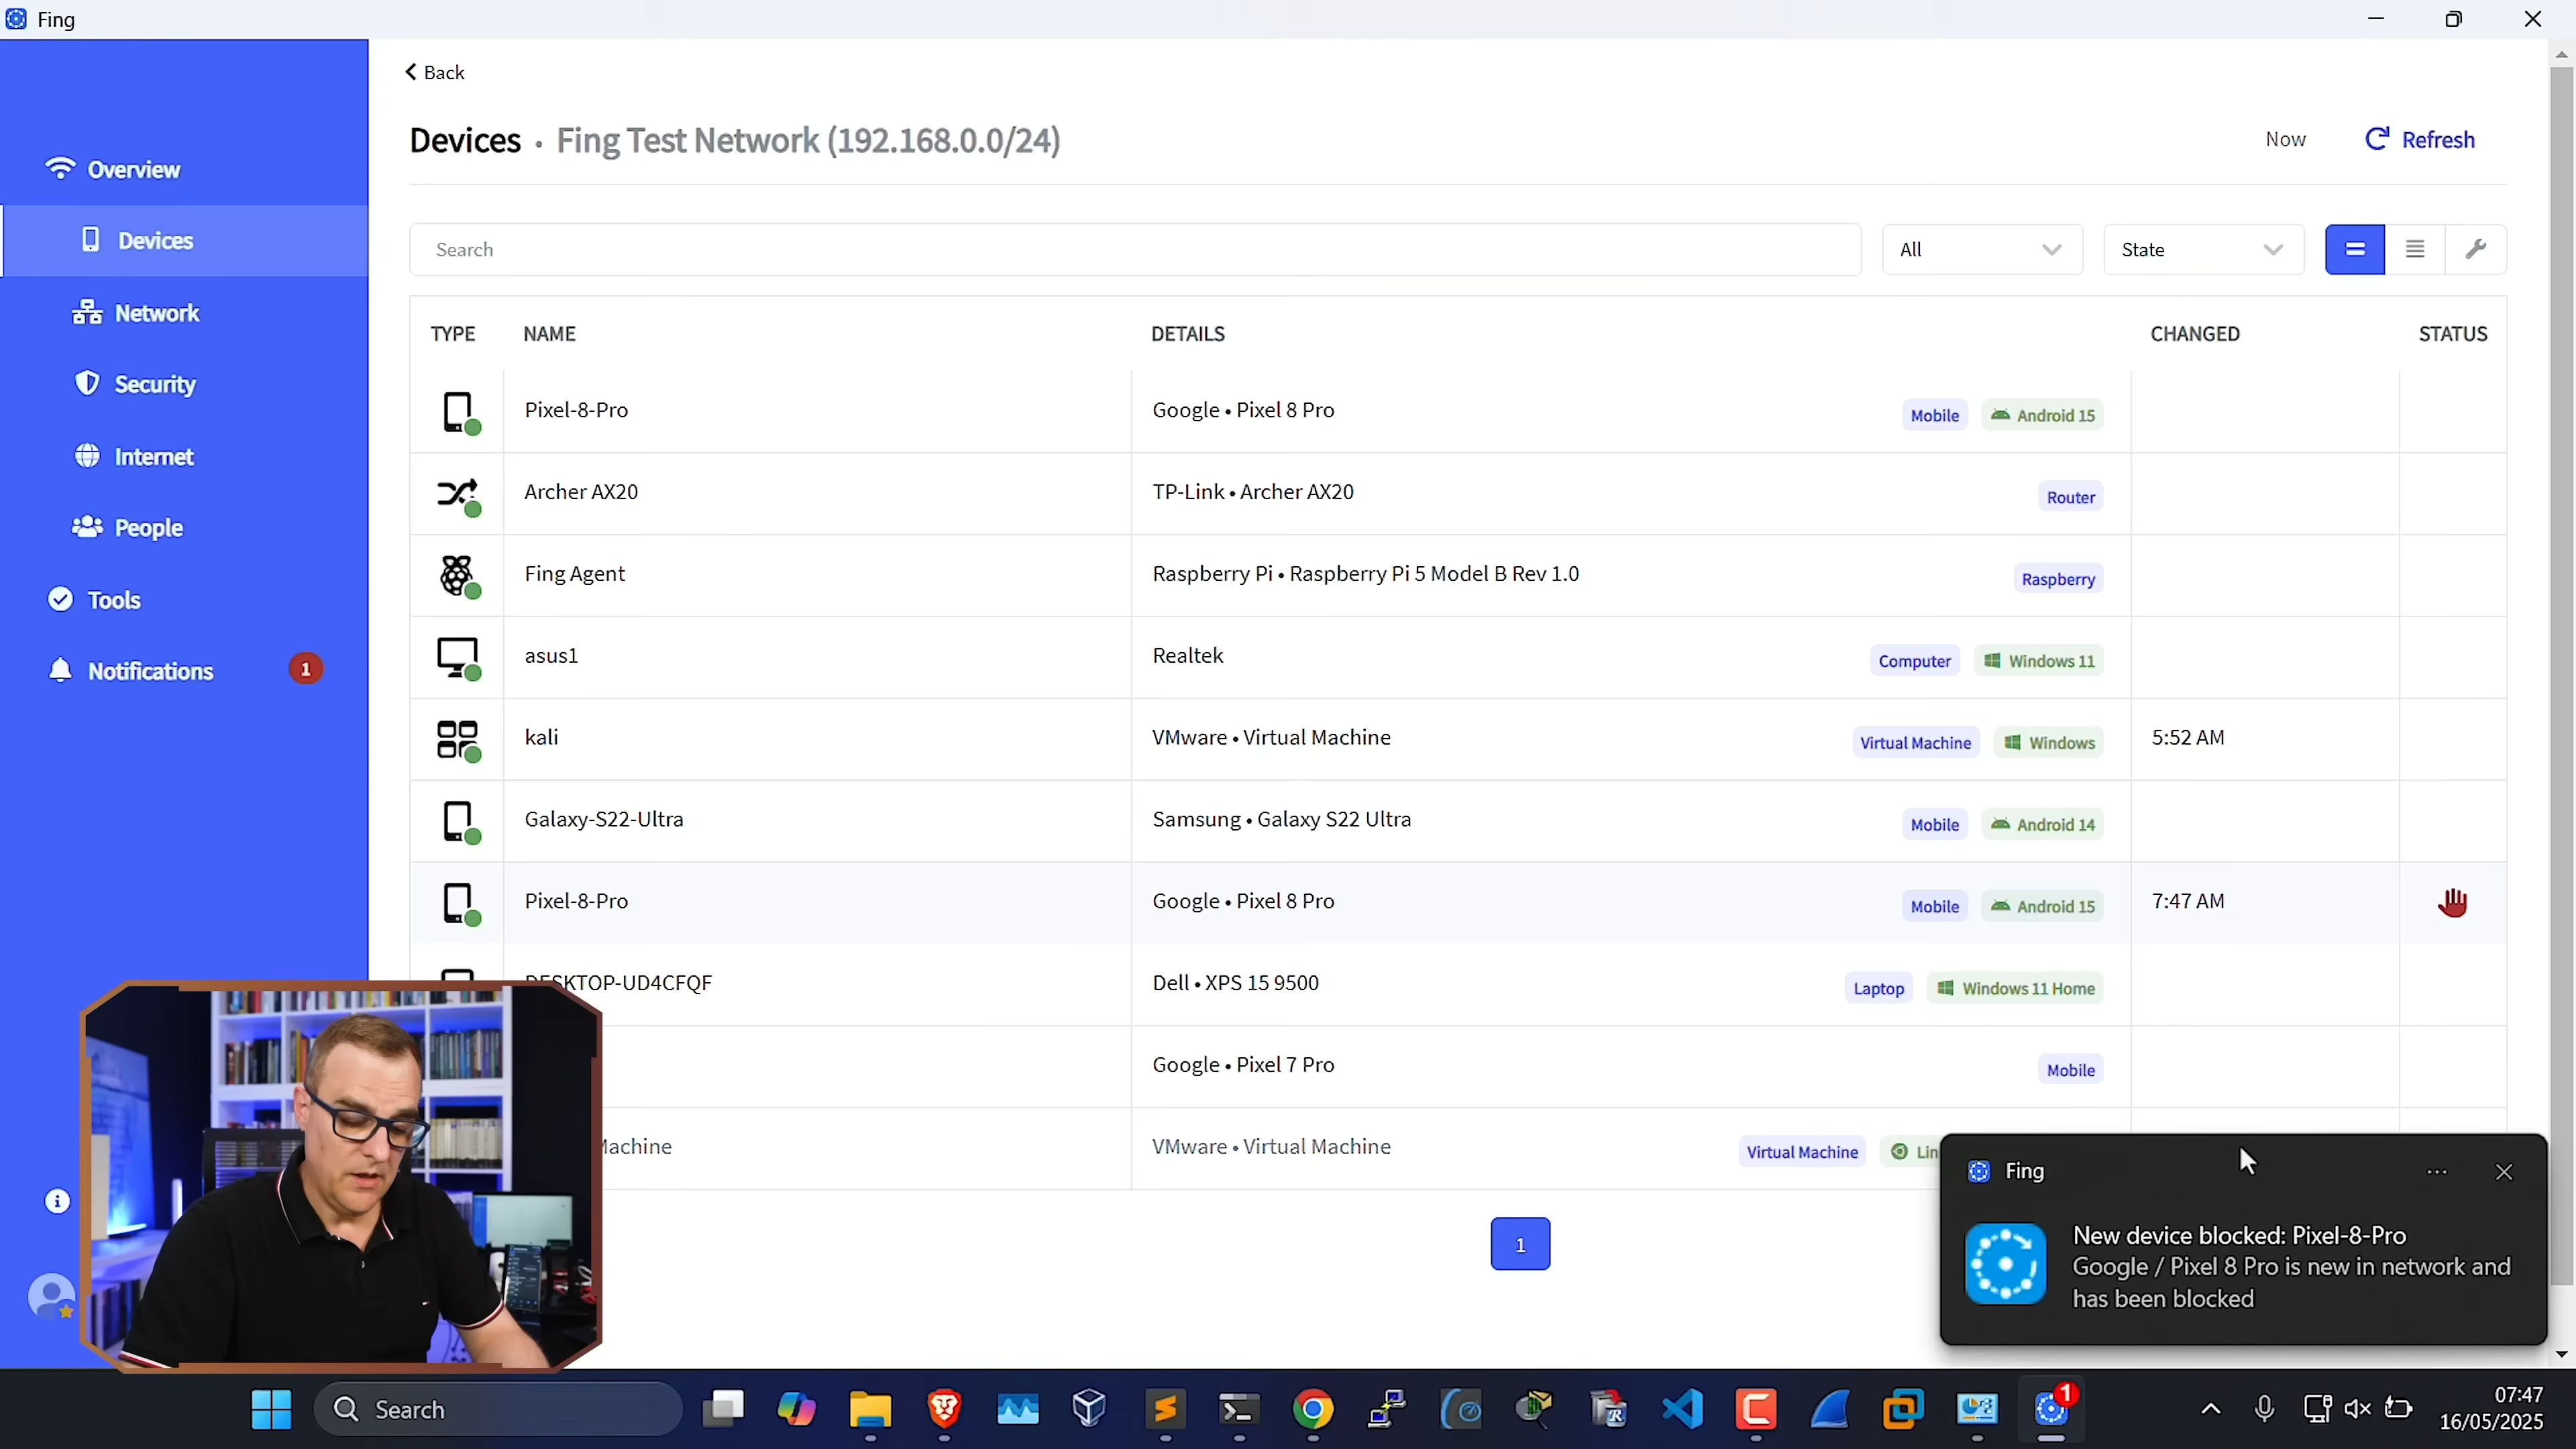 Fing
Back
Devices • Fing Test Network (192.168.0.0/24)
Now
Refresh
Overview
Devices
Network
Security
Internet
People
Tools
Notifications 1
Search
All
State
TYPE NAME DETAILS CHANGED STATUS
Pixel-8-Pro Google • Pixel 8 Pro Mobile Android 15
Archer AX20 TP-Link • Archer AX20 Router
Fing Agent Raspberry Pi • Raspberry Pi 5 Model B Rev 1.0 Raspberry
asus1 Realtek Computer Windows 11
kali VMware • Virtual Machine Virtual Machine Windows 5:52 AM
Galaxy-S22-Ultra Samsung • Galaxy S22 Ultra Mobile Android 14
Pixel-8-Pro Google • Pixel 8 Pro Mobile Android 15 7:47 AM
DESKTOP-UD4CFQF Dell • XPS 15 9500 Laptop Windows 11 Home
Google • Pixel 7 Pro Mobile
Machine VMware • Virtual Machine Virtual Machine Lin
1
Fing
New device blocked: Pixel-8-Pro
Google / Pixel 8 Pro is new in network and
has been blocked
Search
1
07:47
16/05/2025